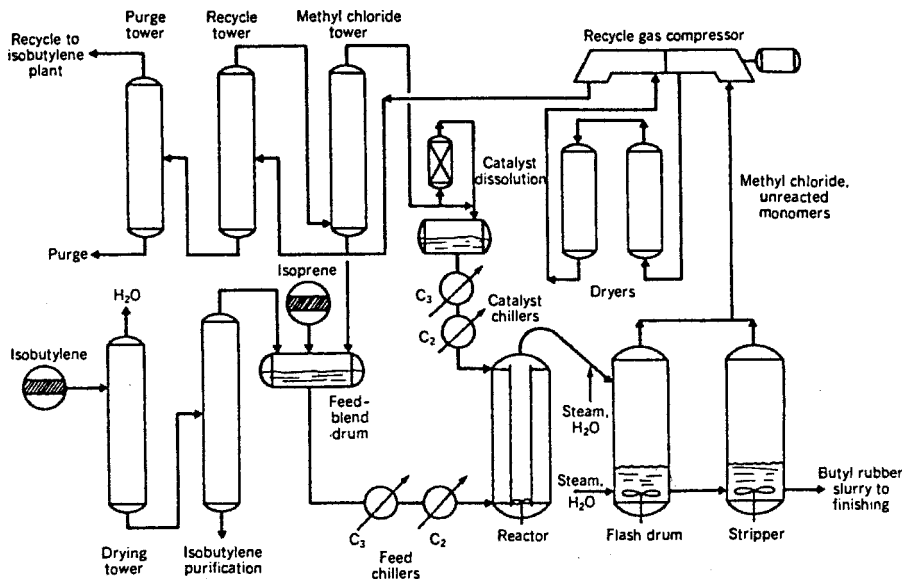 Purge
tower
Recycle
tower
Methyl chloride
tower
Recycle to
isobutylene
plant
Recycle gas compressor
Catalyst
dissolution
Methyl chloride,
unreacted
monomers
Purge
Isoprene
C3
Catalyst
chillers
C2
Dryers
H₂O
Isobutylene
Feed-
blend
drum
Steam,
H₂O
Steam,
H₂O
Butyl rubber
slurry to
finishing
Drying
tower
Isobutylene
purification
C3
C2
Feed
chillers
Reactor
Flash drum
Stripper